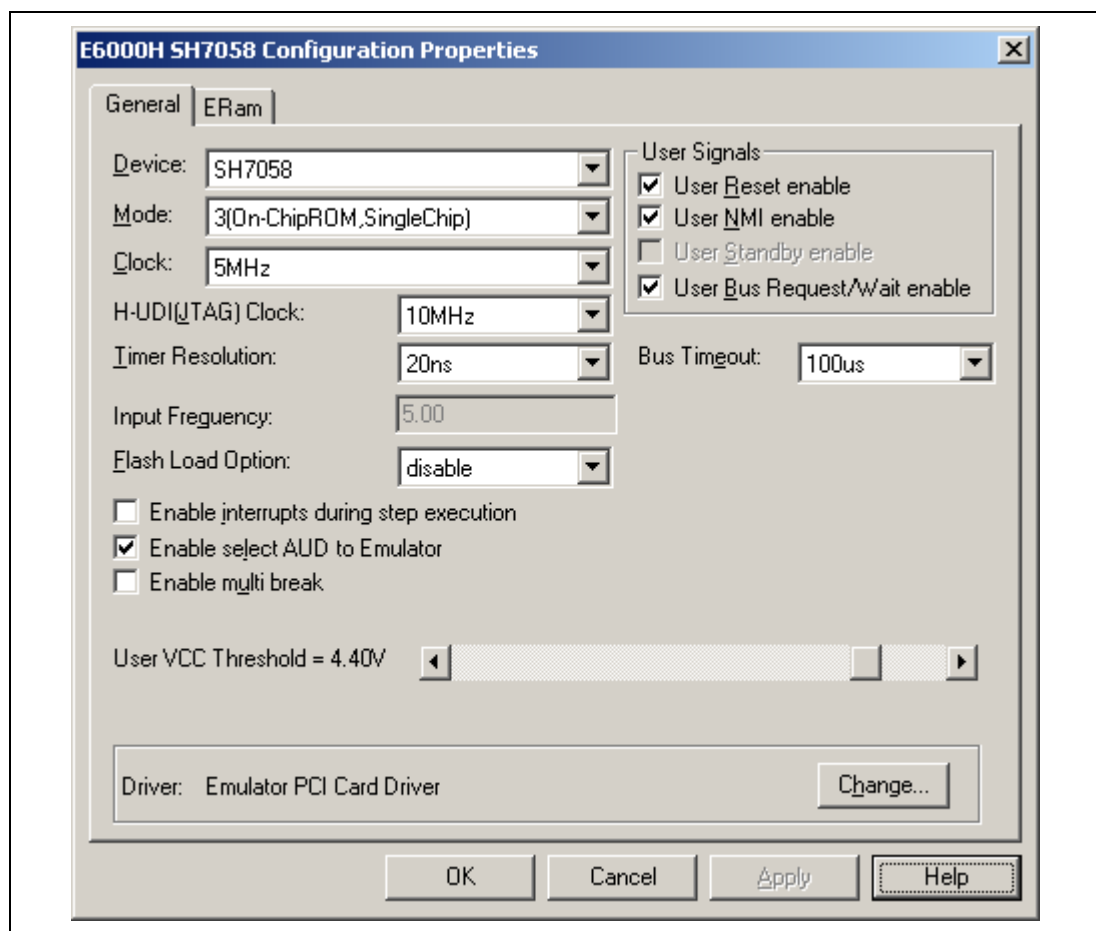 E6000H SH7058 Configuration Properties
General
ERam
Device:
SH7058
Mode:
3(On-ChipROM,SingleChip)
Clock:
5MHz
H-UDI(JTAG) Clock:
10MHz
Timer Resolution:
20ns
Input Freguency:
5.00
Flash Load Option:
disable
User Signals
User Reset enable
User NMI enable
User Standby enable
User Bus Request/Wait enable
Bus Timeout:
100us
Enable interrupts during step execution
Enable select AUD to Emulator
Enable multi break
User VCC Threshold = 4.40V
Driver: Emulator PCI Card Driver
Change...
OK
Cancel
Apply
Help